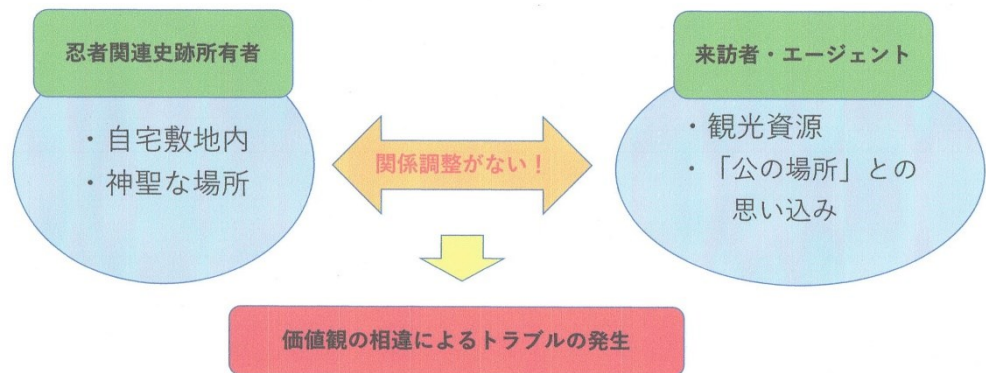 忍者関連史跡所有者
・自宅敷地内
・神聖な場所
関係調整がない！
来訪者・エージェント
・観光資源
・「公の場所」との
思い込み
価値観の相違によるトラブルの発生